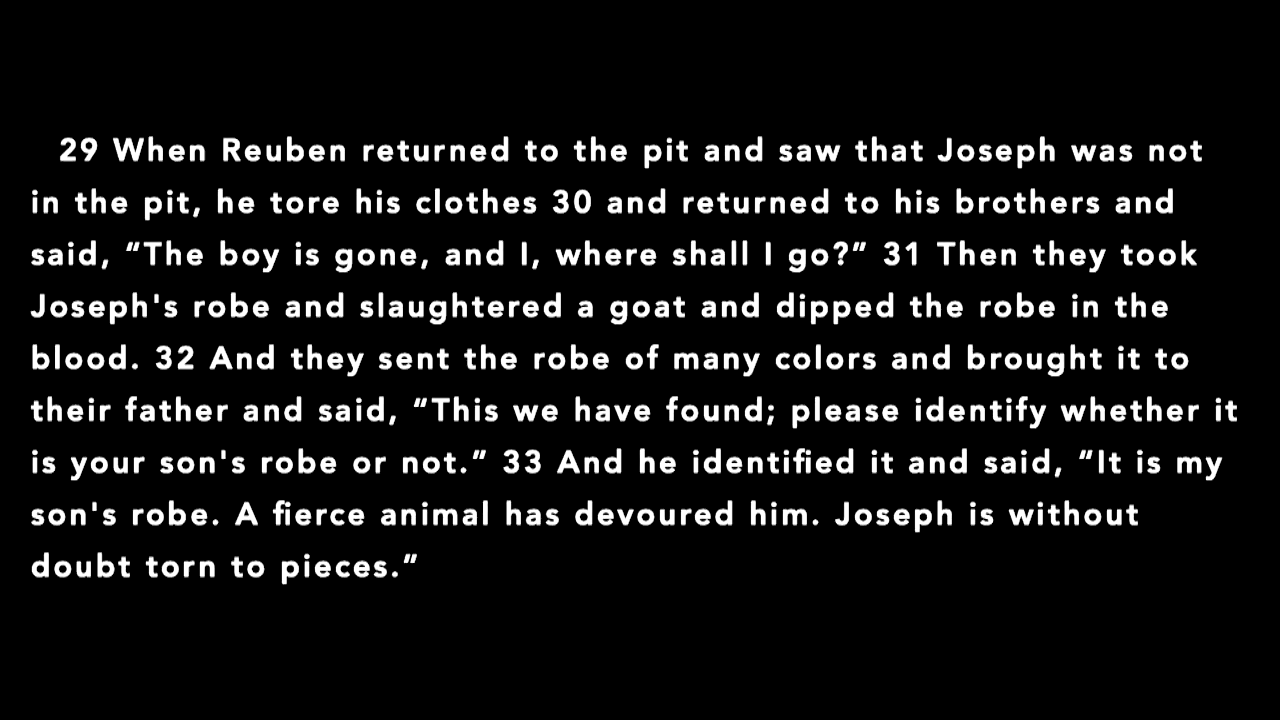 29 When Reuben returned to the pit and saw that Joseph was not
in the pit, he tore his clothes 30 and returned to his brothers and
said, “The boy is gone, and I, where shall I go?” 31 Then they took
Joseph's robe and slaughtered a goat and dipped the robe in the
blood. 32 And they sent the robe of many colors and brought it to
their father and said, “This we have found; please identify whether it
is your son's robe or not.” 33 And he identified it and said, “It is my
son's robe. A fierce animal has devoured him. Joseph is without
doubt torn to pieces.”